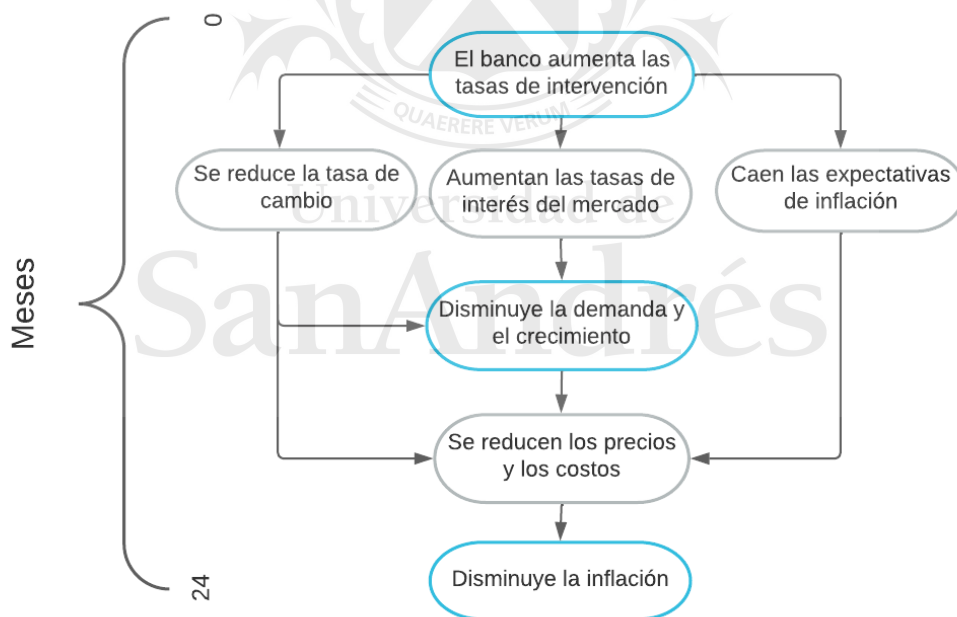 0
El banco aumenta las
tasas de intervención
QUAERERE VERUM
Se reduce la tasa de
cambio
Aumentan las tasas de
interés del mercado
Caen las expectativas
de inflación
Universidad de
SanAndrés
Meses
Disminuye la demanda y
el crecimiento
Se reducen los precios
y los costos
Disminuye la inflación
24